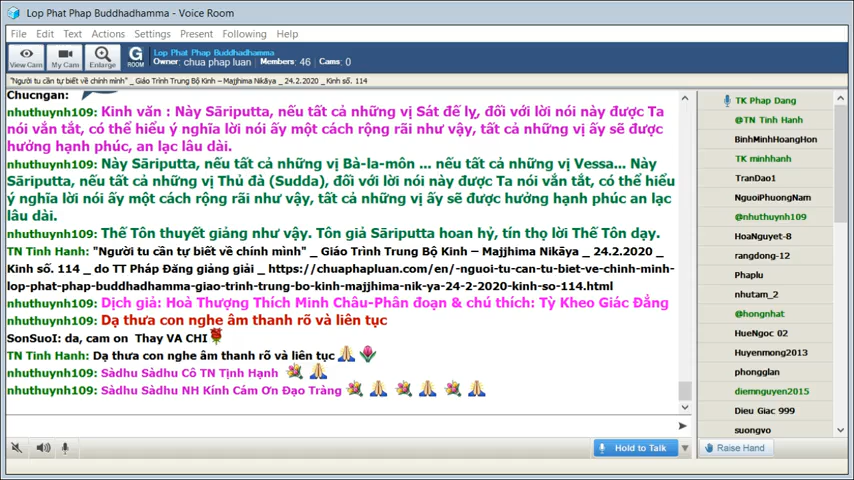 Lop Phat Phap Buddhadhamma - Voice Room
File Edit Text Actions Settings Present Following Help
View Cam
My Cam
Enlarge
G
ROOM
Lop Phat Phap Buddhadhamma
Owner: chua phap luan Members: 46 Cams: 0
"Người tu cần tự biết về chính mình" _ Giáo Trình Trung Bộ Kinh – Majjhima Nikāya _ 24.2.2020 _ Kinh số. 114
Chucngan:
nhuthuynh109: Kinh văn : Này Sāriputta, nếu tất cả những vị Sát đế lỵ, đối với lời nói này được Ta
nói vắn tắt, có thể hiểu ý nghĩa lời nói ấy một cách rộng rãi như vậy, tất cả những vị ấy sẽ được
hưởng hạnh phúc, an lạc lâu dài.
nhuthuynh109: Này Sāriputta, nếu tất cả những vị Bà-la-môn ... nếu tất cả những vị Vessa... Này
Sāriputta, nếu tất cả những vị Thủ đà (Sudda), đối với lời nói này được Ta nói vắn tắt, có thể hiểu
ý nghĩa lời nói ấy một cách rộng rãi như vậy, tất cả những vị ấy sẽ được hưởng hạnh phúc an lạc
lâu dài.
nhuthuynh109: Thế Tôn thuyết giảng như vậy. Tôn giả Sāriputta hoan hỷ, tín thọ lời Thế Tôn dạy.
TN Tinh Hanh: "Người tu cần tự biết về chính mình" _ Giáo Trình Trung Bộ Kinh – Majjhima Nikāya _ 24.2.2020 _
Kinh số. 114 _ do TT Pháp Đăng giảng giải _ https://chuaphapluan.com/en/-nguoi-tu-can-tu-biet-ve-chinh-minh-
lop-phat-phap-buddhadhamma-giao-trinh-trung-bo-kinh-majjhima-nik-ya-24-2-2020-kinh-so-114.html
nhuthuynh109: Dịch giả: Hoà Thượng Thích Minh Châu-Phân đoạn & chú thích: Tỳ Kheo Giác Đẳng
nhuthuynh109: Dạ thưa con nghe âm thanh rõ và liên tục
SonSuoI: da, cam on Thay VA CHI
TN Tinh Hanh: Dạ thưa con nghe âm thanh rõ và liên tục
nhuthuynh109: Sàdhu Sàdhu Cô TN Tịnh Hạnh
nhuthuynh109: Sàdhu Sàdhu NH Kính Cám Ơn Đạo Tràng
Hold to Talk
TK Phap Dang
@TN Tinh Hanh
BinhMinhHoangHon
TK minhhanh
TranDao1
NguoiPhuongNam
@nhuthuynh109
HoaNguyet-8
rangdong-12
Phaplu
nhutam_2
@hongnhat
HueNgoc 02
Huyenmong2013
phongglan
diemnguyen2015
Dieu Giac 999
suongvo
Raise Hand